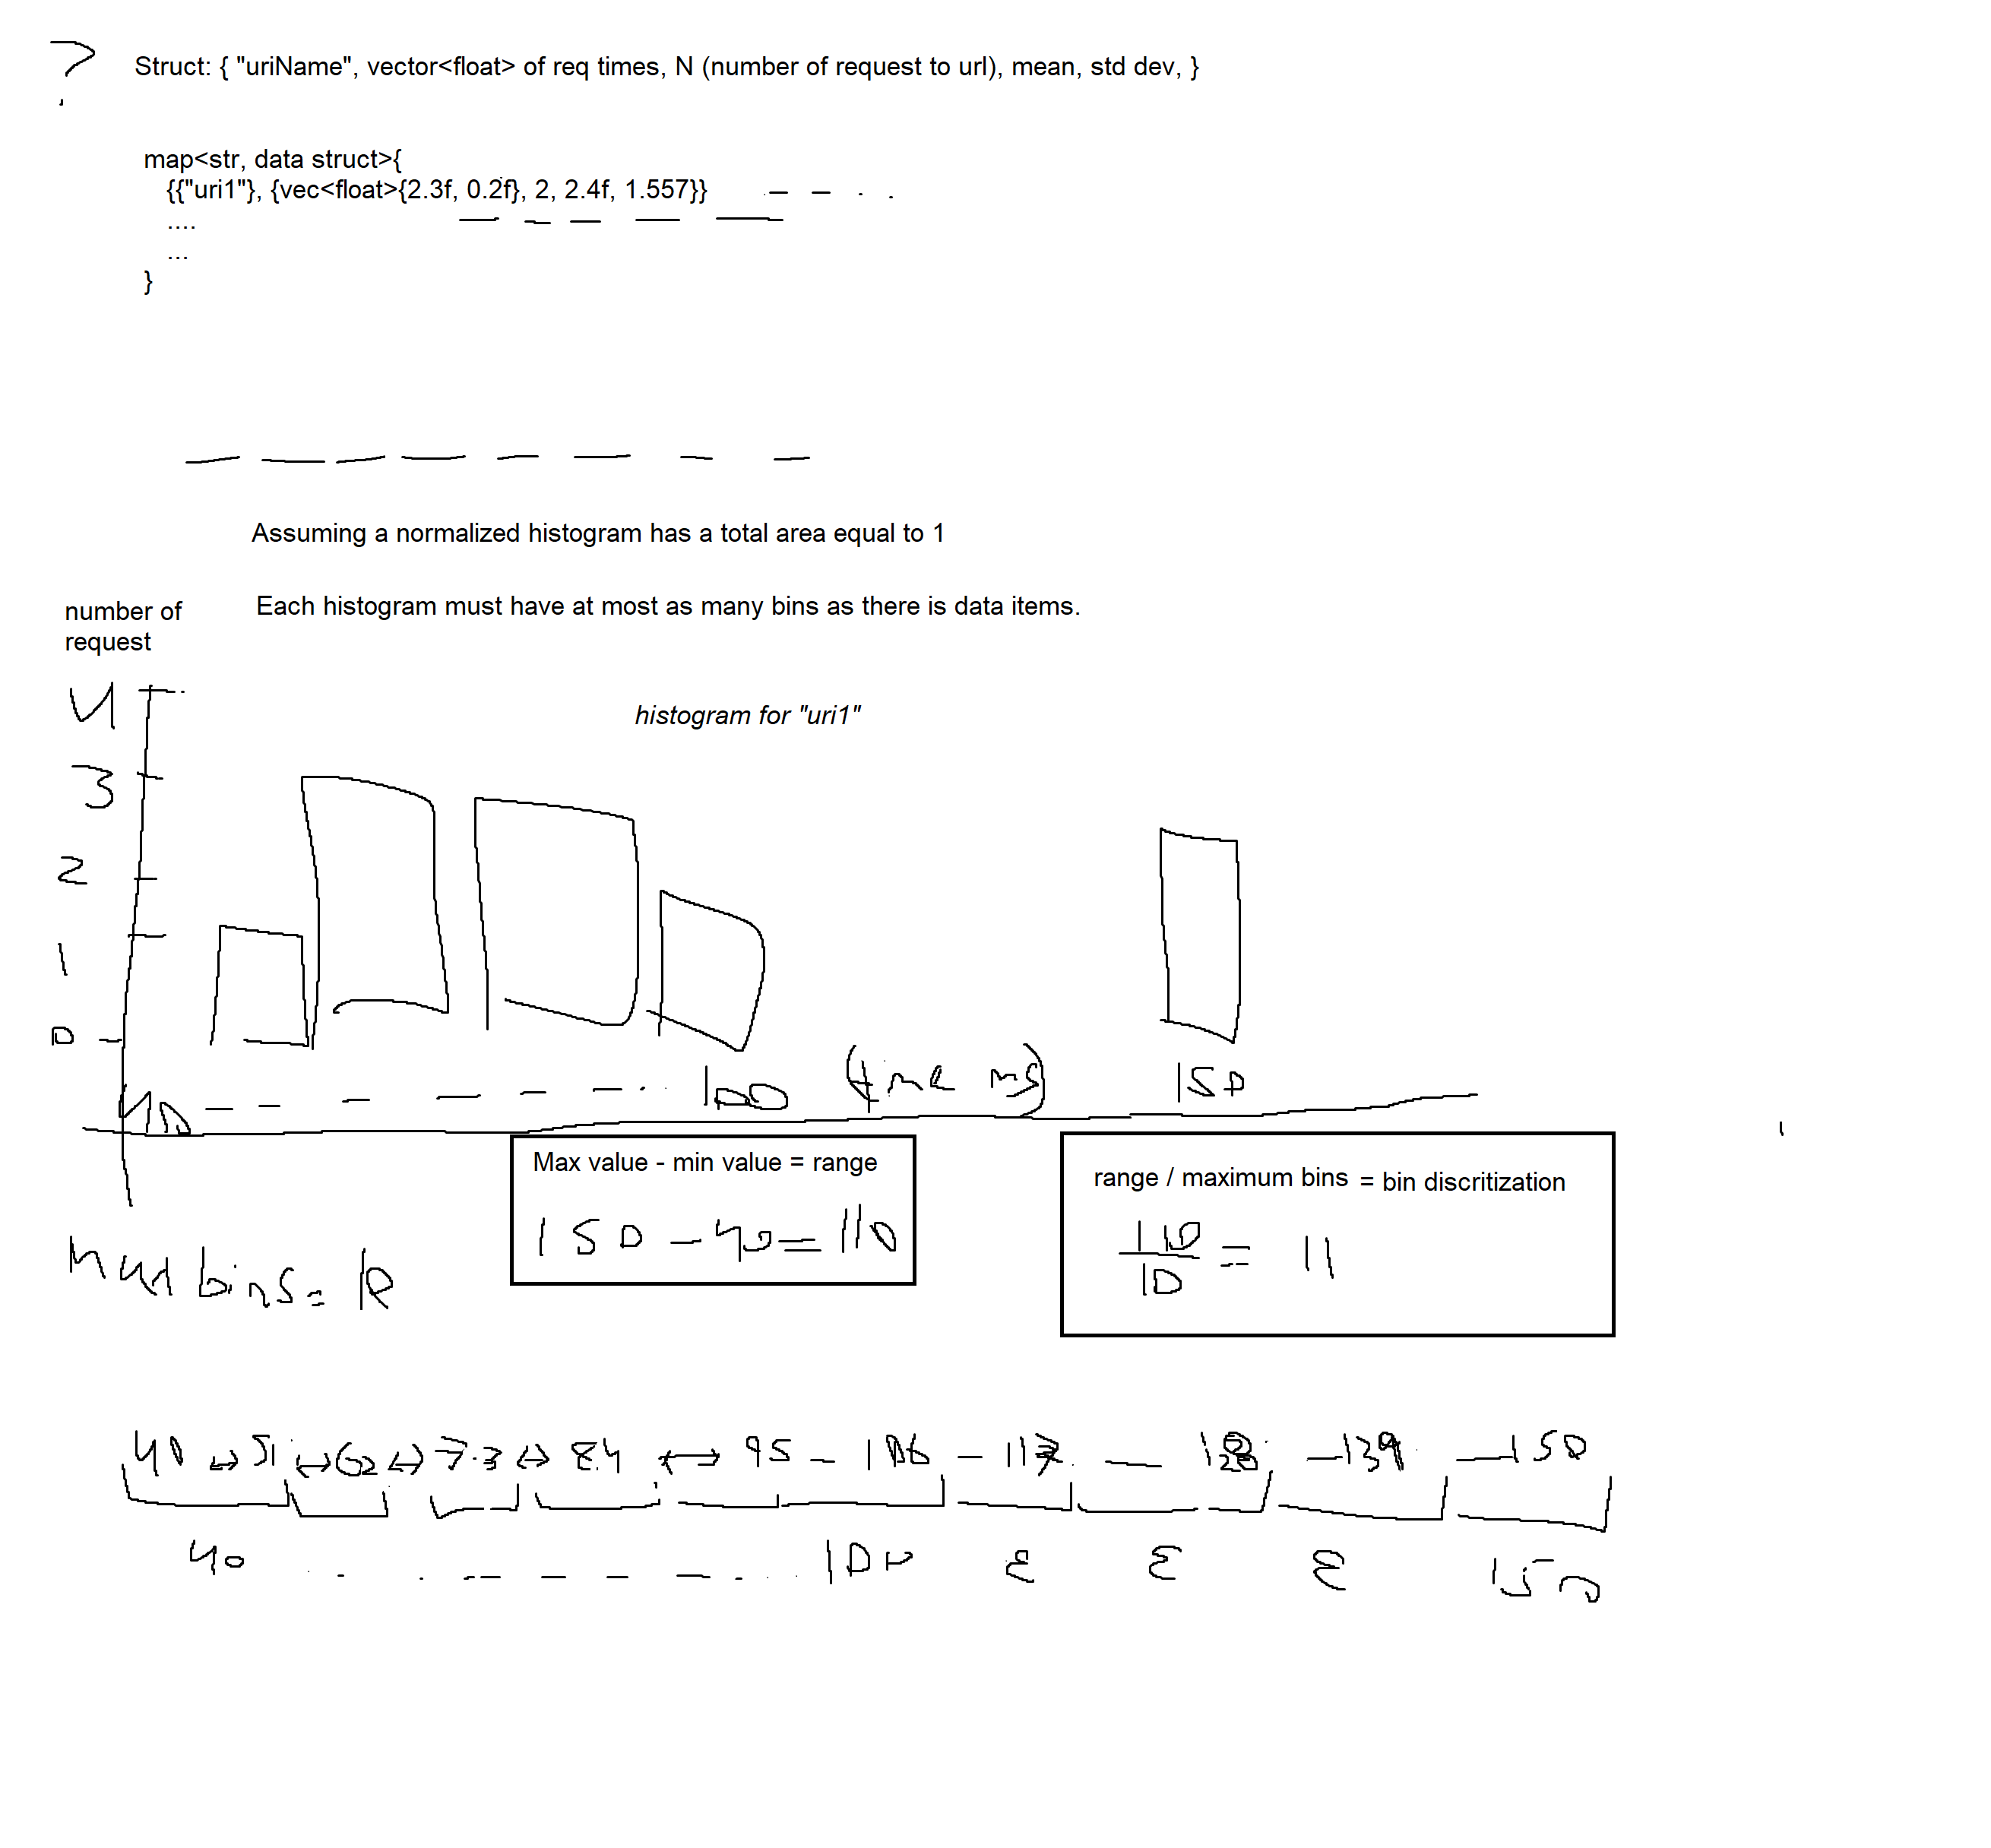 ?
Struct: { "uriName", vector<float> of req times, N (number of request to url), mean, std dev, }
map<str, data struct>{
{{"uri1"}, {vec<float>{2.3f, 0.2f}, 2, 2.4f, 1.557}}
....
...
}
Assuming a normalized histogram has a total area equal to 1
Each histogram must have at most as many bins as there is data items.
number of
request
histogram for "uri1"
4
3
2
1
0
40
100 (time ms) 150
Max value - min value = range
150 - 40 = 110
range / maximum bins = bin discritization
110
10 = 11
max bins = 10
40 ↔ 51 ↔ 62 ↔ 73 ↔ 84 ↔ 95 - 106 - 117 - 128 - 139 - 150
40 100 ε ε ε 150